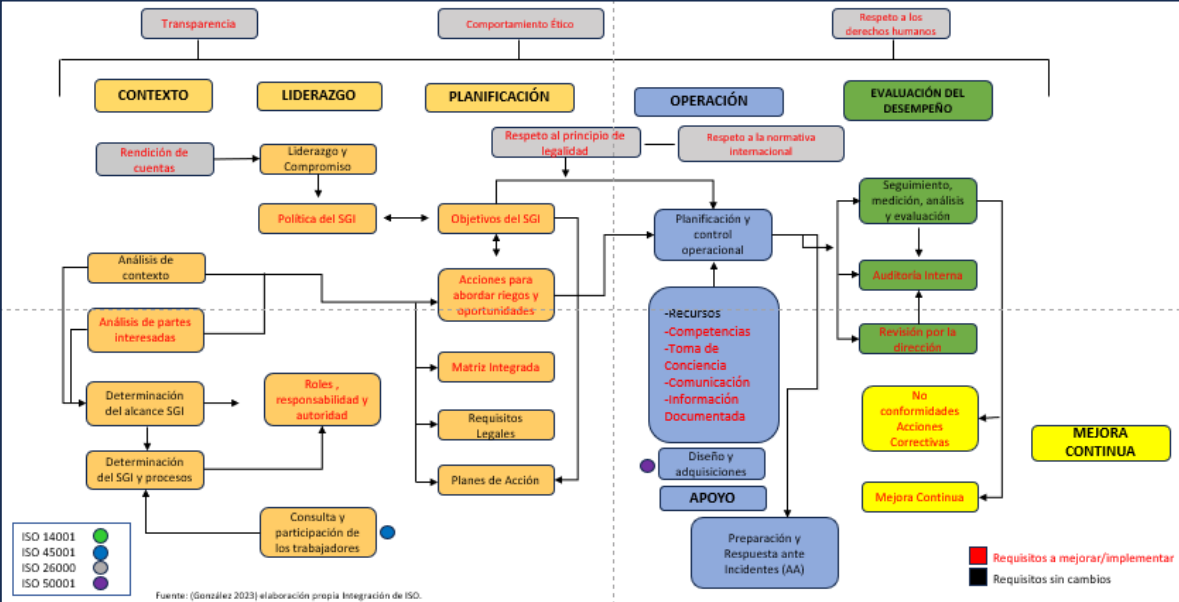 Transparencia
Comportamiento Ético
Respeto a los
derechos humanos
CONTEXTO
LIDERAZGO
PLANIFICACIÓN
OPERACIÓN
EVALUACIÓN DEL
DESEMPEÑO
Respeto al principio de
legalidad
Respeto a la normativa
internacional
Rendición de
cuentas
Liderazgo y
Compromiso
Política del SGI
Objetivos del SGI
Planificación y
control
operacional
Seguimiento,
medición, análisis
y evaluación
Análisis de
contexto
Acciones para
abordar riegos y
oportunidades
Auditoría Interna
Análisis de partes
interesadas
-Recursos
-Competencias
-Toma de
Conciencia
-Comunicación
-Información
Documentada
Revisión por la
dirección
Matriz Integrada
Determinación
del alcance SGI
Roles ,
responsabilidad y
autoridad
Requisitos
Legales
No
conformidades
Acciones
Correctivas
MEJORA
CONTINUA
Determinación
del SGI y procesos
Planes de Acción
Diseño y
adquisiciones
APOYO
Mejora Continua
Consulta y
participación de
los trabajadores
Preparación y
Respuesta ante
Incidentes (AA)
ISO 14001
ISO 45001
ISO 26000
ISO 50001
Requisitos a mejorar/implementar
Requisitos sin cambios
Fuente: (González 2023) elaboración propia Integración de ISO.